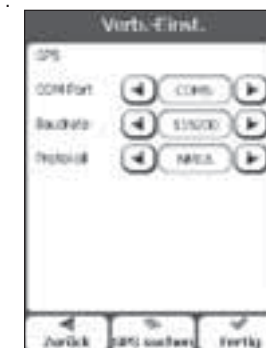 Verb.-Einst.
GPS
COM Port
Baudrate
Protokoll NMEA
Zurück GPS suchen Fertig